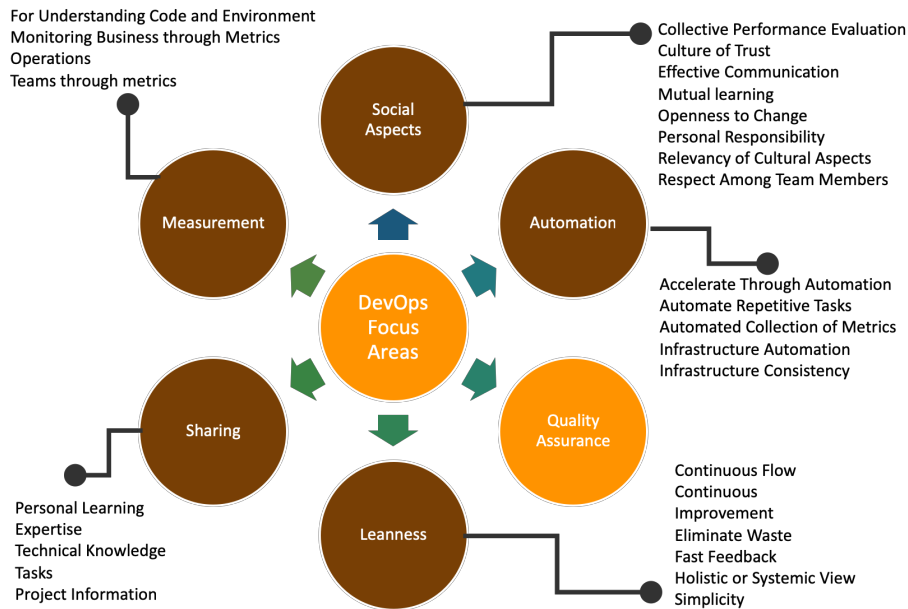 For Understanding Code and Environment
Monitoring Business through Metrics
Operations
Teams through metrics
Social
Aspects
Collective Performance Evaluation
Culture of Trust
Effective Communication
Mutual learning
Openness to Change
Personal Responsibility
Relevancy of Cultural Aspects
Respect Among Team Members
Measurement
Automation
Accelerate Through Automation
Automate Repetitive Tasks
Automated Collection of Metrics
Infrastructure Automation
Infrastructure Consistency
DevOps
Focus
Areas
Sharing
Quality
Assurance
Personal Learning
Expertise
Technical Knowledge
Tasks
Project Information
Leanness
Continuous Flow
Continuous
Improvement
Eliminate Waste
Fast Feedback
Holistic or Systemic View
Simplicity